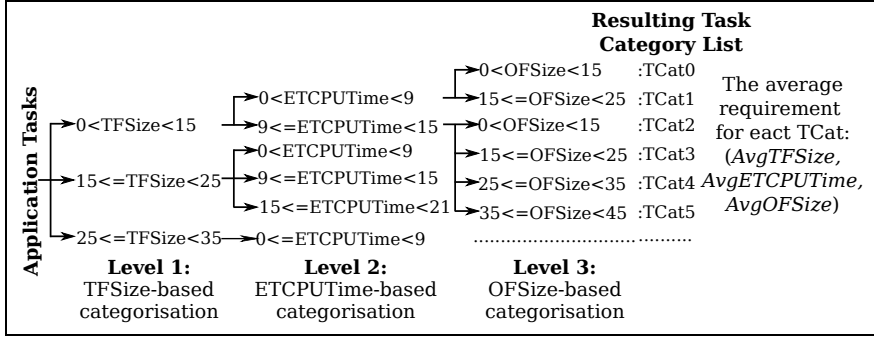 Resulting Task
Category List
Application Tasks
0<TFSize<15
15<=TFSize<25
25<=TFSize<35
0<ETCPUTime<9
9<=ETCPUTime<15
0<ETCPUTime<9
9<=ETCPUTime<15
15<=ETCPUTime<21
0<=ETCPUTime<9
0<OFSize<15 :TCat0
15<=OFSize<25 :TCat1
0<OFSize<15 :TCat2
15<=OFSize<25 :TCat3
25<=OFSize<35 :TCat4
35<=OFSize<45 :TCat5
................................. ..........
The average
requirement
for eact TCat:
(AvgTFSize,
AvgETCPUTime,
AvgOFSize)
Level 1:
TFSize-based
categorisation
Level 2:
ETCPUTime-based
categorisation
Level 3:
OFSize-based
categorisation